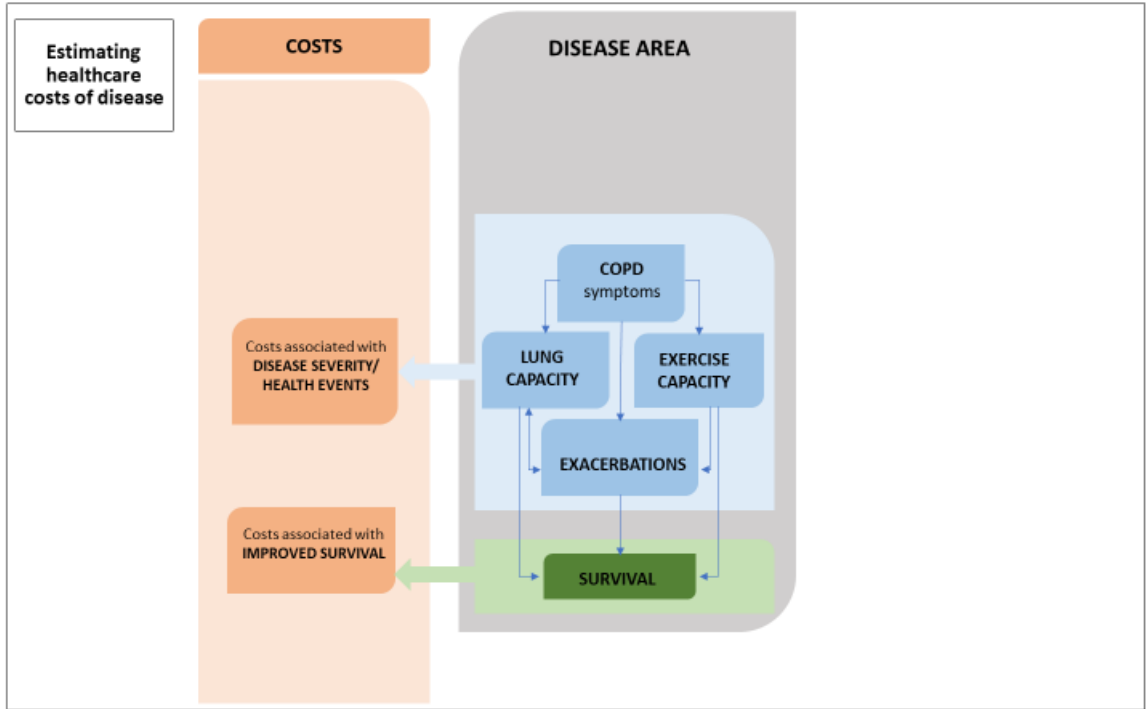 Estimating
healthcare
costs of disease
COSTS
DISEASE AREA
COPD
symptoms
LUNG
CAPACITY
EXERCISE
CAPACITY
Costs associated with
DISEASE SEVERITY/
HEALTH EVENTS
EXACERBATIONS
Costs associated with
IMPROVED SURVIVAL
SURVIVAL